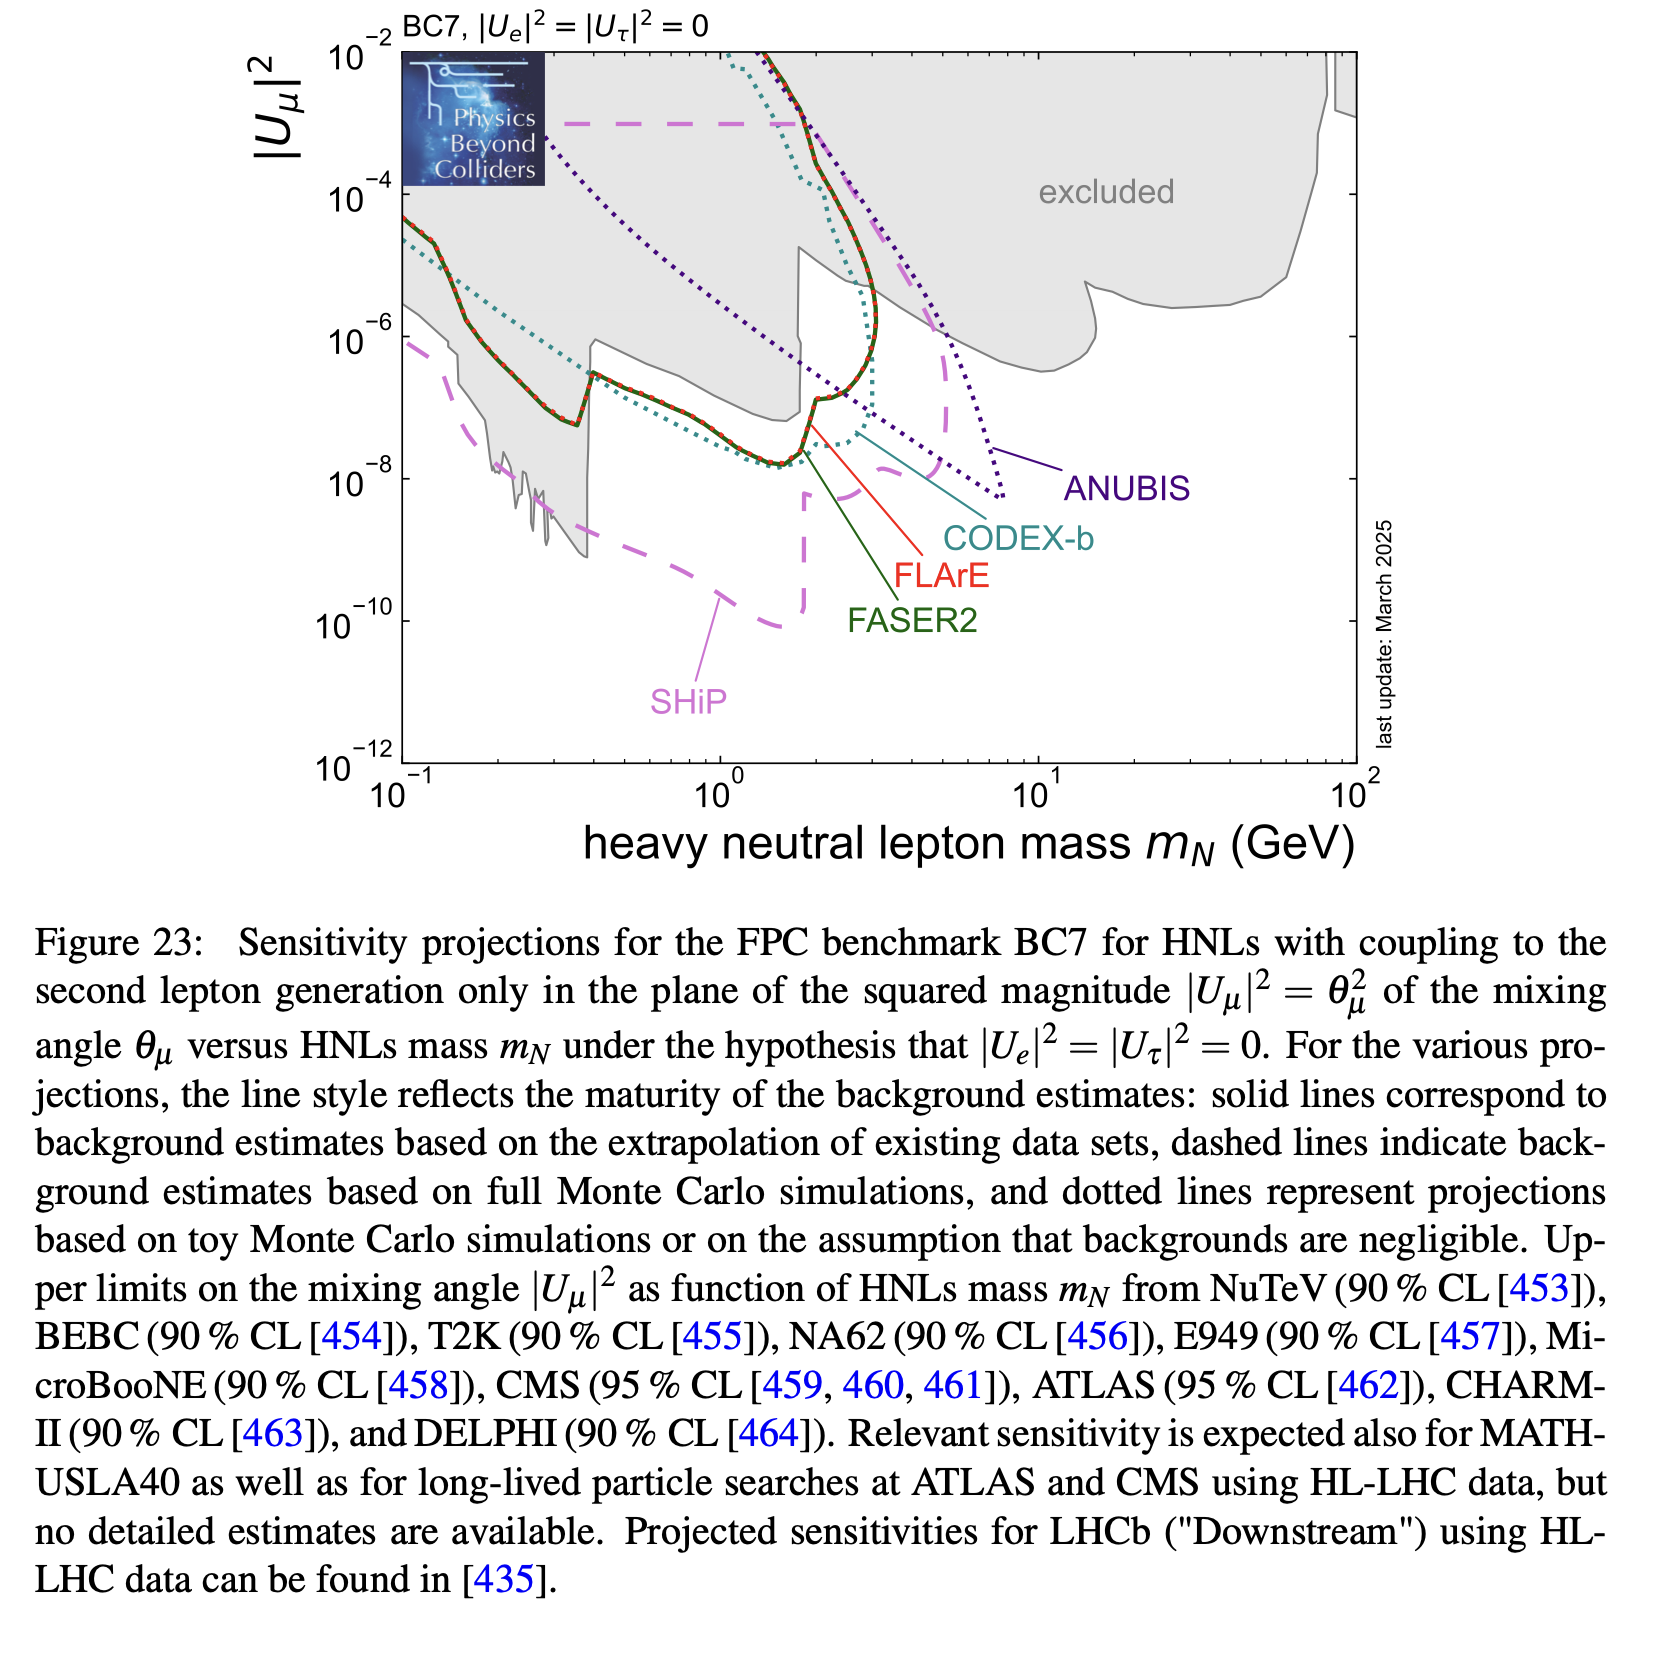 BC7, |U_e|² = |U_τ|² = 0
|U_μ|²
10⁻²
10⁻⁴
10⁻⁶
10⁻⁸
10⁻¹⁰
10⁻¹²
Physics
Beyond
Colliders
excluded
ANUBIS
CODEX-b
FLArE
FASER2
SHiP
last update: March 2025
10⁻¹
10⁰
10¹
10²
heavy neutral lepton mass m_N (GeV)
Figure 23: Sensitivity projections for the FPC benchmark BC7 for HNLs with coupling to the
second lepton generation only in the plane of the squared magnitude |U_μ|² = θ_μ² of the mixing
angle θ_μ versus HNLs mass m_N under the hypothesis that |U_e|² = |U_τ|² = 0. For the various pro-
jections, the line style reflects the maturity of the background estimates: solid lines correspond to
background estimates based on the extrapolation of existing data sets, dashed lines indicate back-
ground estimates based on full Monte Carlo simulations, and dotted lines represent projections
based on toy Monte Carlo simulations or on the assumption that backgrounds are negligible. Up-
per limits on the mixing angle |U_μ|² as function of HNLs mass m_N from NuTeV (90 % CL [453]),
BEBC (90 % CL [454]), T2K (90 % CL [455]), NA62 (90 % CL [456]), E949 (90 % CL [457]), Mi-
croBooNE (90 % CL [458]), CMS (95 % CL [459, 460, 461]), ATLAS (95 % CL [462]), CHARM-
II (90 % CL [463]), and DELPHI (90 % CL [464]). Relevant sensitivity is expected also for MATH-
USLA40 as well as for long-lived particle searches at ATLAS and CMS using HL-LHC data, but
no detailed estimates are available. Projected sensitivities for LHCb ("Downstream") using HL-
LHC data can be found in [435].